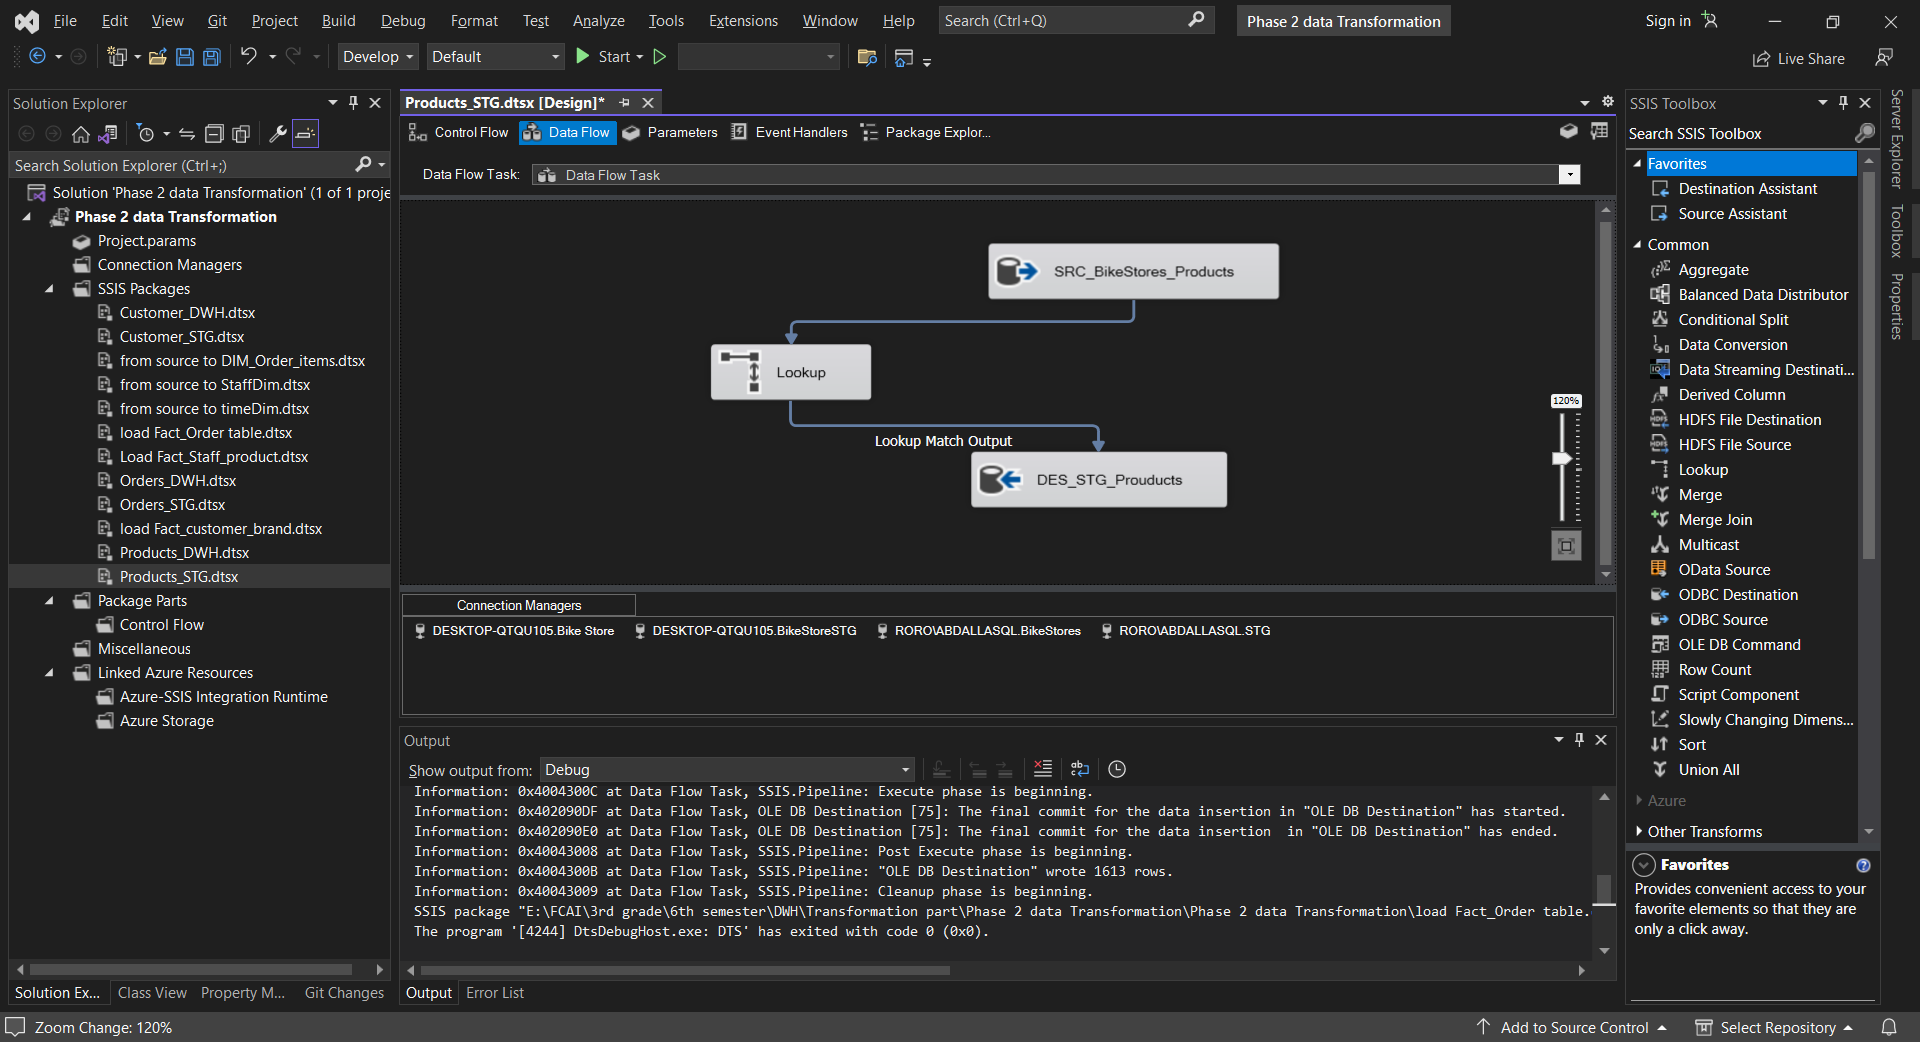 File Edit View Git Project Build Debug Format Test Analyze Tools Extensions Window Help Search (Ctrl+Q) Phase 2 data Transformation Sign in
Develop Default Start Live Share
Solution Explorer
Search Solution Explorer (Ctrl+;)
Solution 'Phase 2 data Transformation' (1 of 1 proje
Phase 2 data Transformation
Project.params
Connection Managers
SSIS Packages
Customer_DWH.dtsx
Customer_STG.dtsx
from source to DIM_Order_items.dtsx
from source to StaffDim.dtsx
from source to timeDim.dtsx
load Fact_Order table.dtsx
Load Fact_Staff_product.dtsx
Orders_DWH.dtsx
Orders_STG.dtsx
load Fact_customer_brand.dtsx
Products_DWH.dtsx
Products_STG.dtsx
Package Parts
Control Flow
Miscellaneous
Linked Azure Resources
Azure-SSIS Integration Runtime
Azure Storage
Solution Ex... Class View Property M... Git Changes
Products_STG.dtsx [Design]*
Control Flow Data Flow Parameters Event Handlers Package Explor...
Data Flow Task: Data Flow Task
SRC_BikeStores_Products
Lookup
Lookup Match Output
DES_STG_Prouducts
120%
Connection Managers
DESKTOP-QTQU105.Bike Store DESKTOP-QTQU105.BikeStoreSTG RORO\ABDALLASQL.BikeStores RORO\ABDALLASQL.STG
Output
Show output from: Debug
Information: 0x4004300C at Data Flow Task, SSIS.Pipeline: Execute phase is beginning.
Information: 0x402090DF at Data Flow Task, OLE DB Destination [75]: The final commit for the data insertion in "OLE DB Destination" has started.
Information: 0x402090E0 at Data Flow Task, OLE DB Destination [75]: The final commit for the data insertion  in "OLE DB Destination" has ended.
Information: 0x40043008 at Data Flow Task, SSIS.Pipeline: Post Execute phase is beginning.
Information: 0x4004300B at Data Flow Task, SSIS.Pipeline: "OLE DB Destination" wrote 1613 rows.
Information: 0x40043009 at Data Flow Task, SSIS.Pipeline: Cleanup phase is beginning.
SSIS package "E:\FCAI\3rd grade\6th semester\DWH\Transformation part\Phase 2 data Transformation\Phase 2 data Transformation\load Fact_Order table.
The program '[4244] DtsDebugHost.exe: DTS' has exited with code 0 (0x0).
Output Error List
SSIS Toolbox
Search SSIS Toolbox
Favorites
Destination Assistant
Source Assistant
Common
Aggregate
Balanced Data Distributor
Conditional Split
Data Conversion
Data Streaming Destinati...
Derived Column
HDFS File Destination
HDFS File Source
Lookup
Merge
Merge Join
Multicast
OData Source
ODBC Destination
ODBC Source
OLE DB Command
Row Count
Script Component
Slowly Changing Dimens...
Sort
Union All
Azure
Other Transforms
Favorites
Provides convenient access to your
favorite elements so that they are
only a click away.
Server Explorer
Toolbox
Properties
Zoom Change: 120% Add to Source Control Select Repository